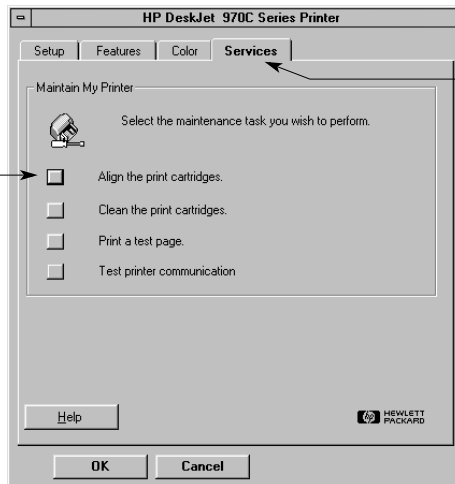 HP DeskJet 970C Series Printer
Setup Features Color Services
Maintain My Printer
Select the maintenance task you wish to perform.
Align the print cartridges.
Clean the print cartridges.
Print a test page.
Test printer communication
Help
hp HEWLETT
PACKARD
OK Cancel